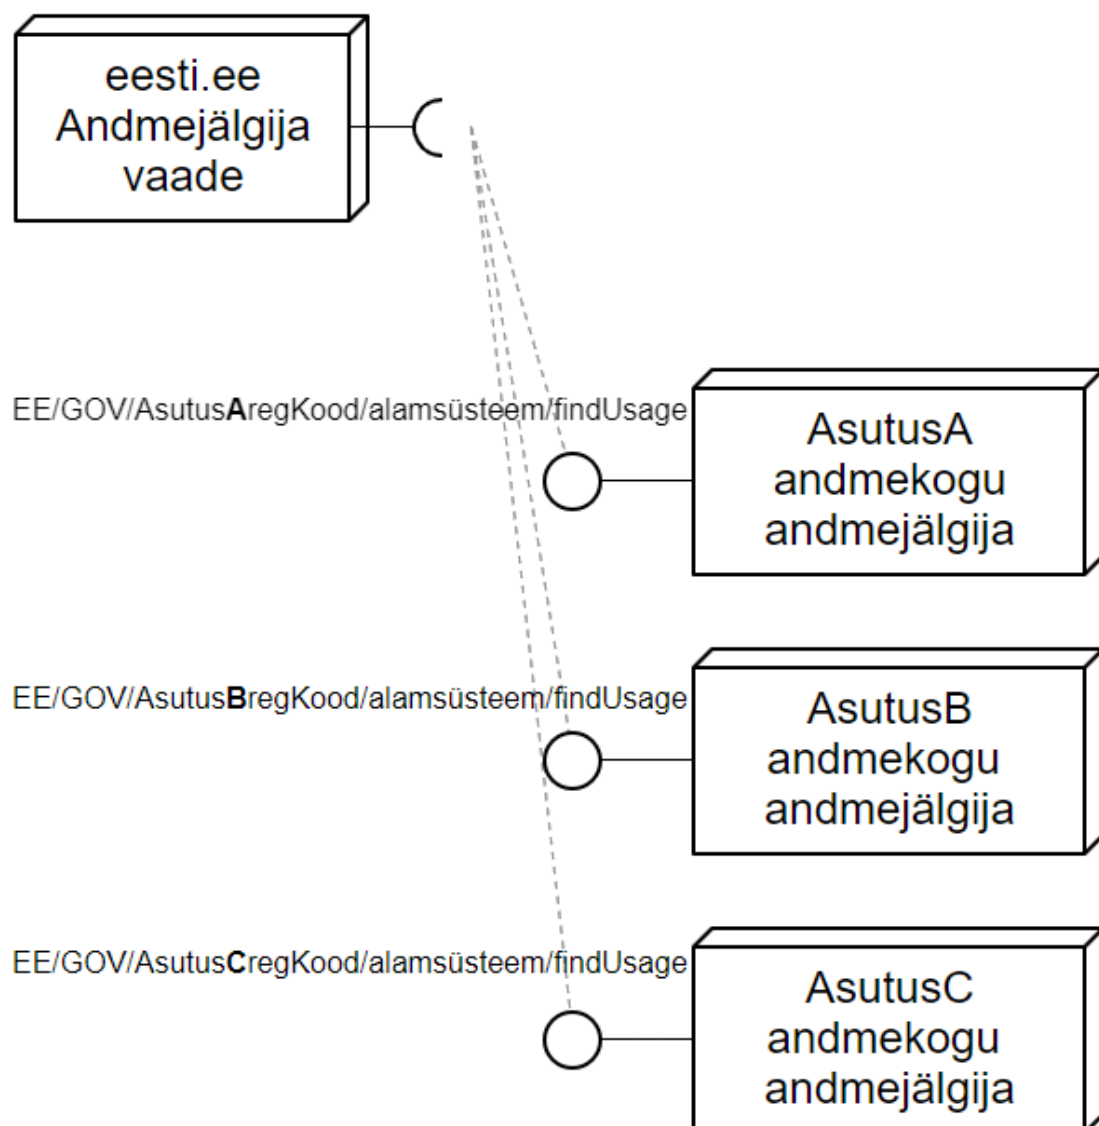 eesti.ee
Andmejälgija
vaade
EE/GOV/AsutusAregKood/alamsüsteem/findUsage
AsutusA
andmekogu
andmejälgija
EE/GOV/AsutusBregKood/alamsüsteem/findUsage
AsutusB
andmekogu
andmejälgija
EE/GOV/AsutusCregKood/alamsüsteem/findUsage
AsutusC
andmekogu
andmejälgija